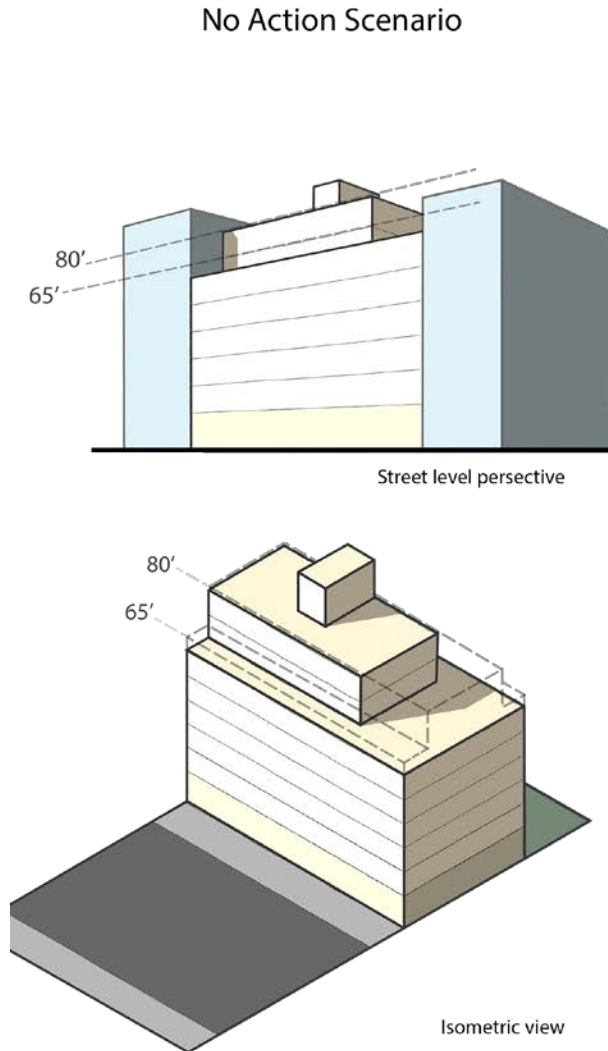 No Action Scenario
80’
65’
Street level persective
80’
65’
Isometric view